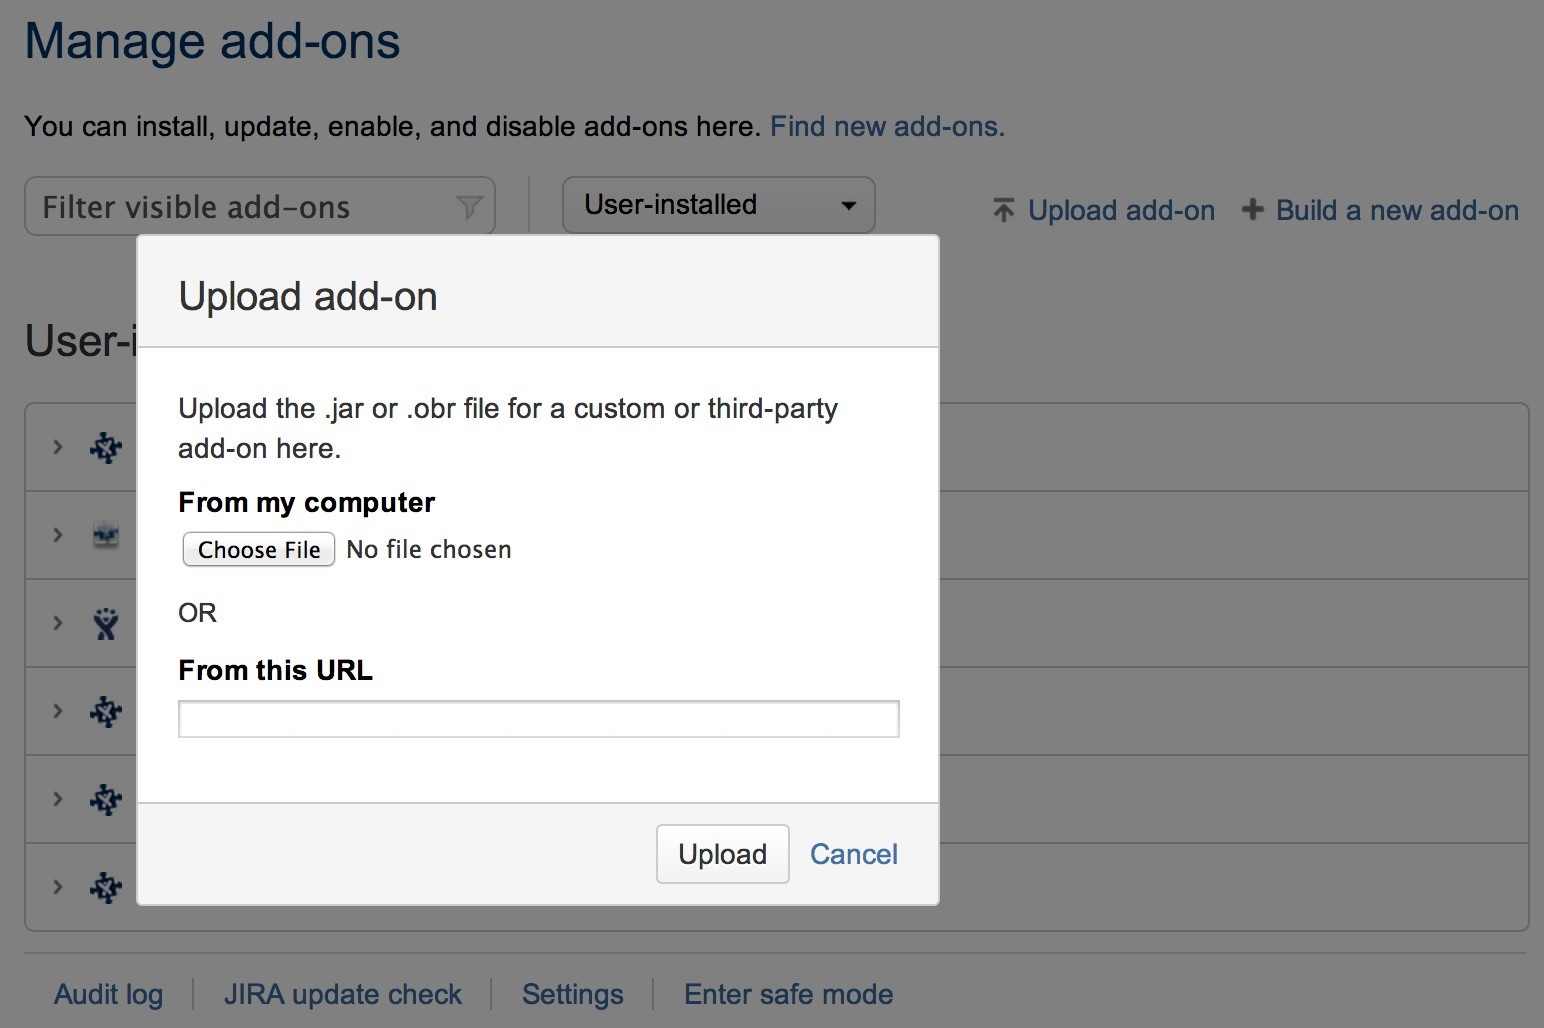 Manage add-ons
You can install, update, enable, and disable add-ons here. Find new add-ons.
Filter visible add-ons
User-installed
Upload add-on
Build a new add-on
Upload add-on
Upload the .jar or .obr file for a custom or third-party
add-on here.
From my computer
Choose File No file chosen
OR
From this URL
Upload Cancel
Audit log JIRA update check Settings Enter safe mode